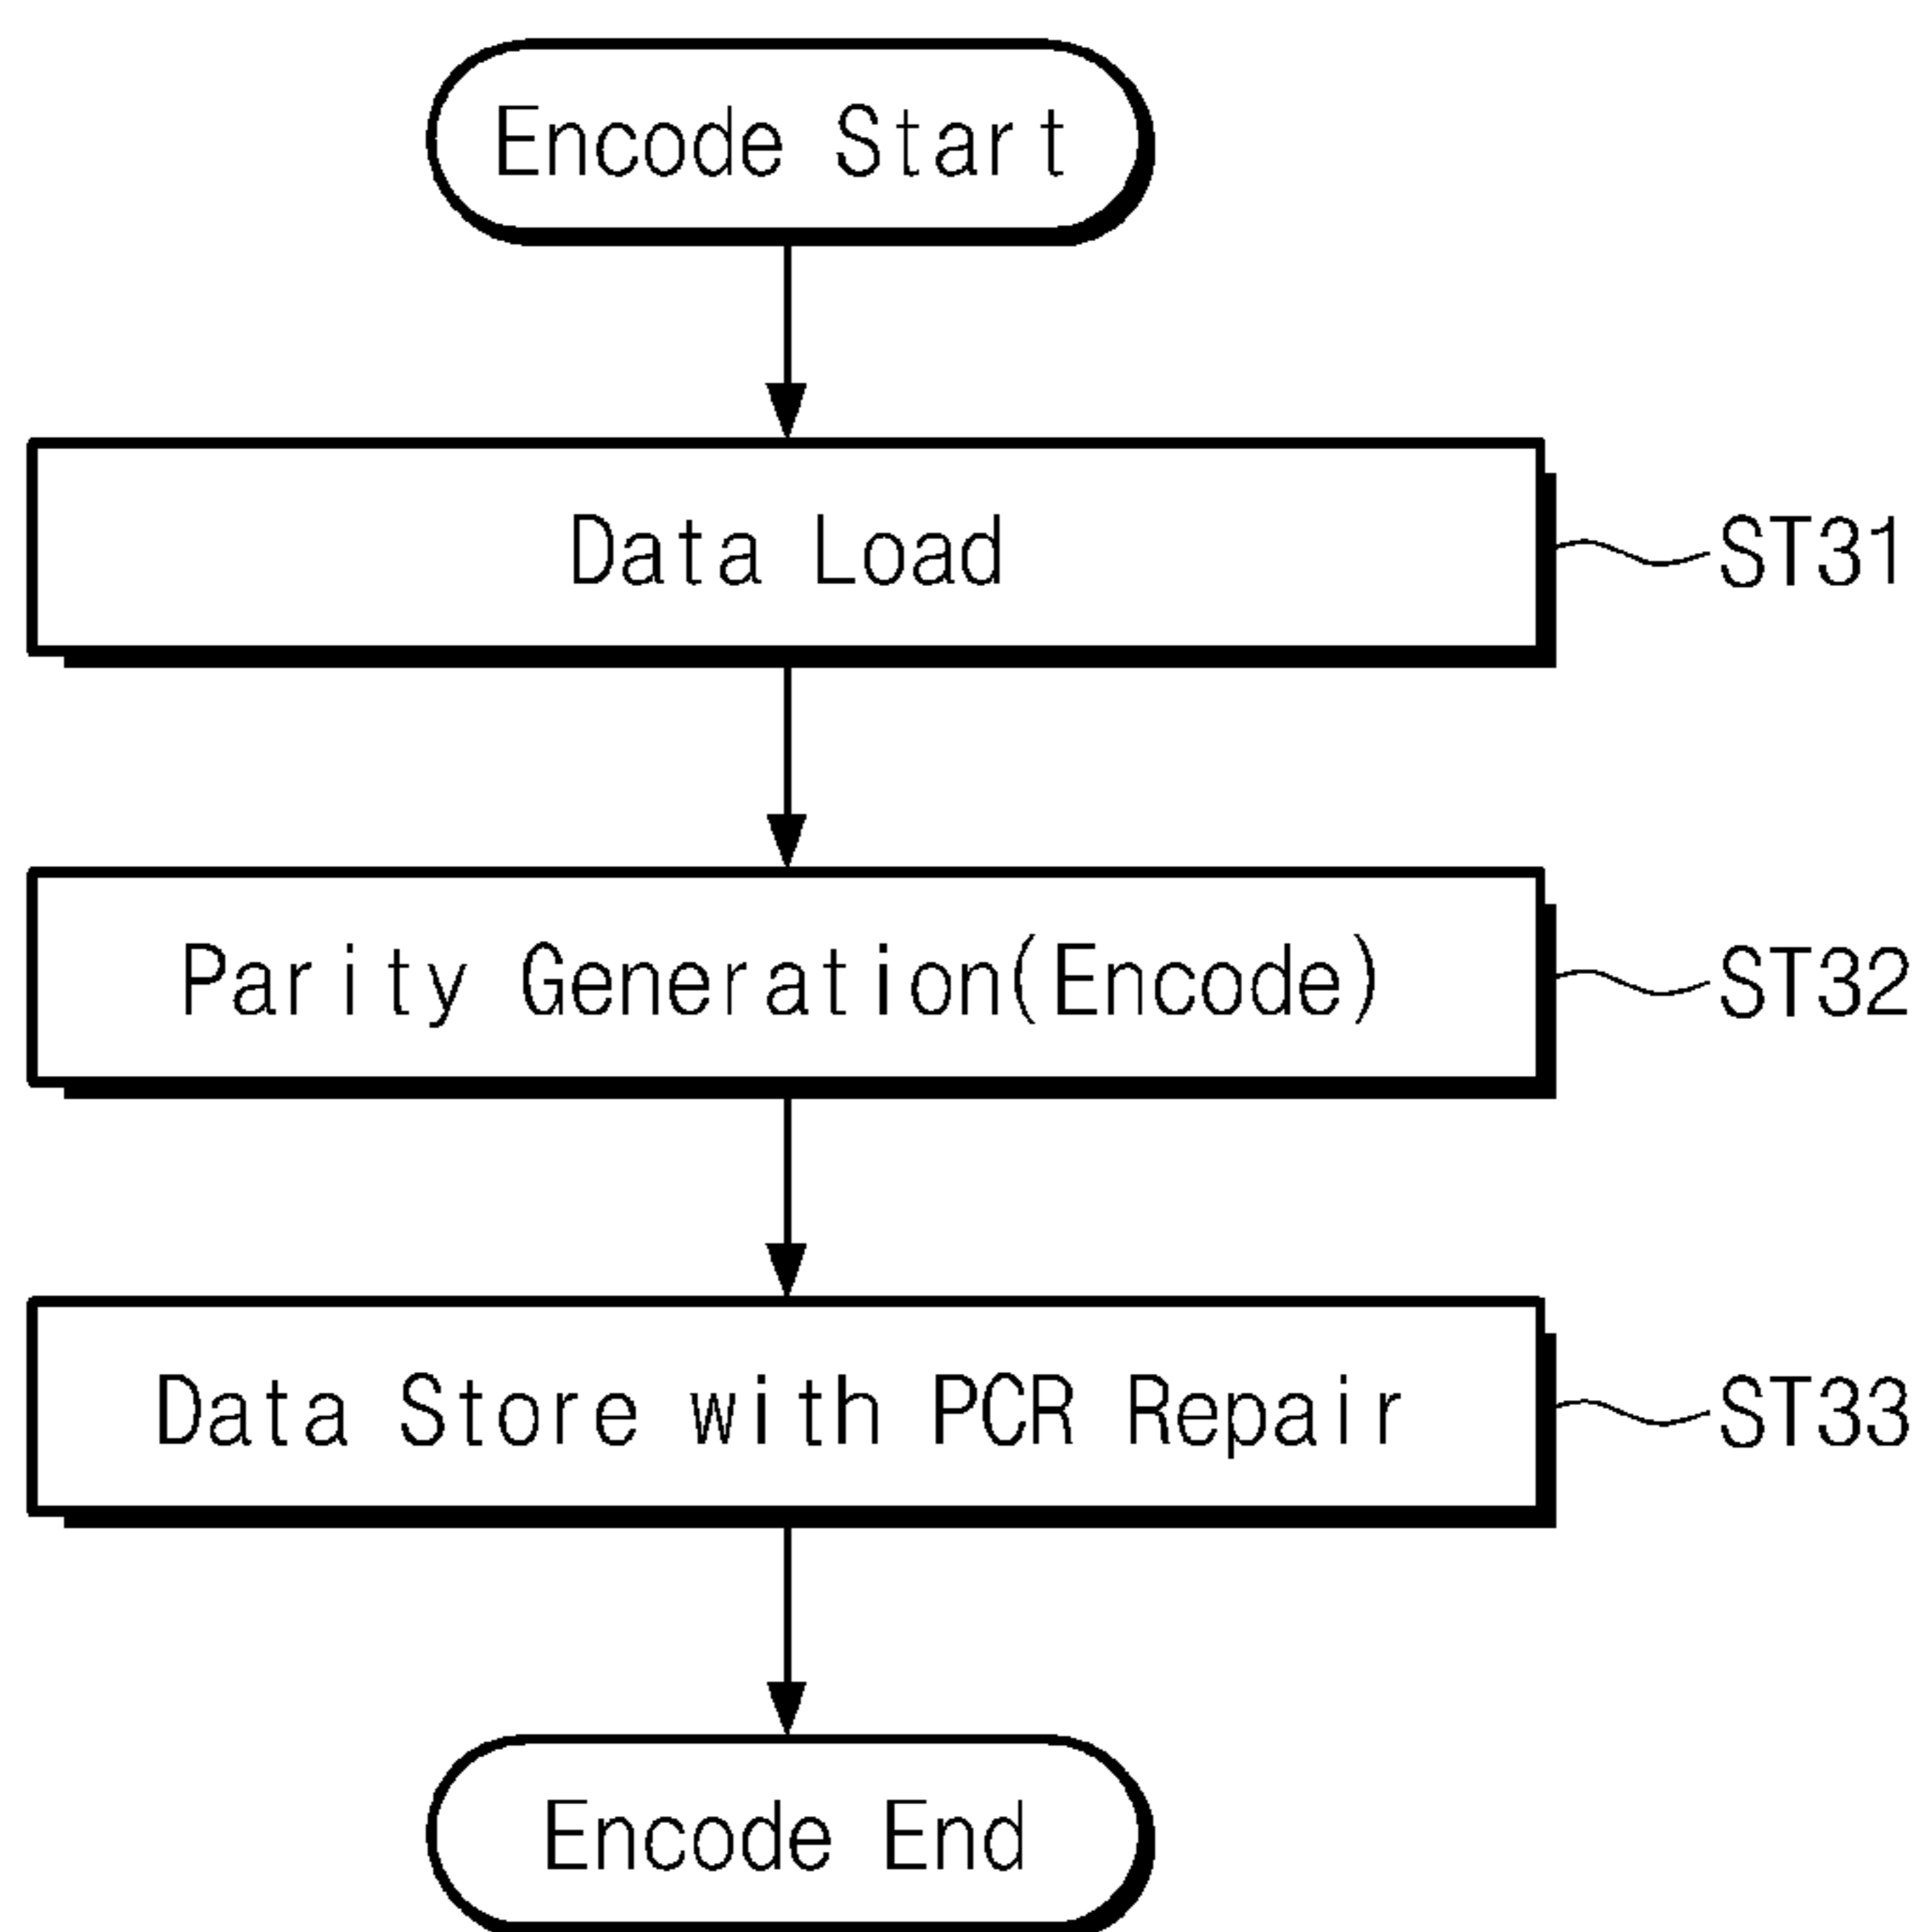 Encode Start
Data Load
ST31
Parity Generation(Encode)
ST32
Data Store with PCR Repair
ST33
Encode End